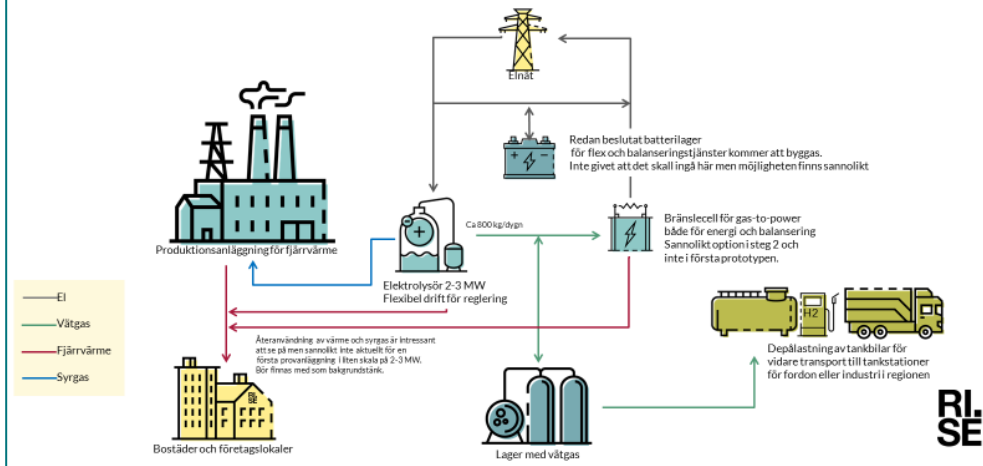 Elnät
Redan beslutat batterilager
för flex och balanseringstjänster kommer att byggas.
Inte givet att det skall ingå här men möjligheten finns sannolikt
Produktionsanläggning för fjärrvärme
Ca 800 kg/dygn
Bränslecell för gas-to-power
både för energi och balansering
Sannolikt option i steg 2 och
inte i första prototypen.
Elektrolysör 2-3 MW
Flexibel drift för reglering
El
Vätgas
Fjärrvärme
Syrgas
H2
Återanvändning av värme och syrgas är intressant
att se på men sannolikt inte aktuellt för en
första provanläggning i liten skala på 2-3 MW.
Bör finnas med som bakgrundstänk.
Depålastning av tankbilar för
vidare transport till tankstationer
för fordon eller industri i regionen
Bostäder och företagslokaler
Lager med vätgas
RI.
SE